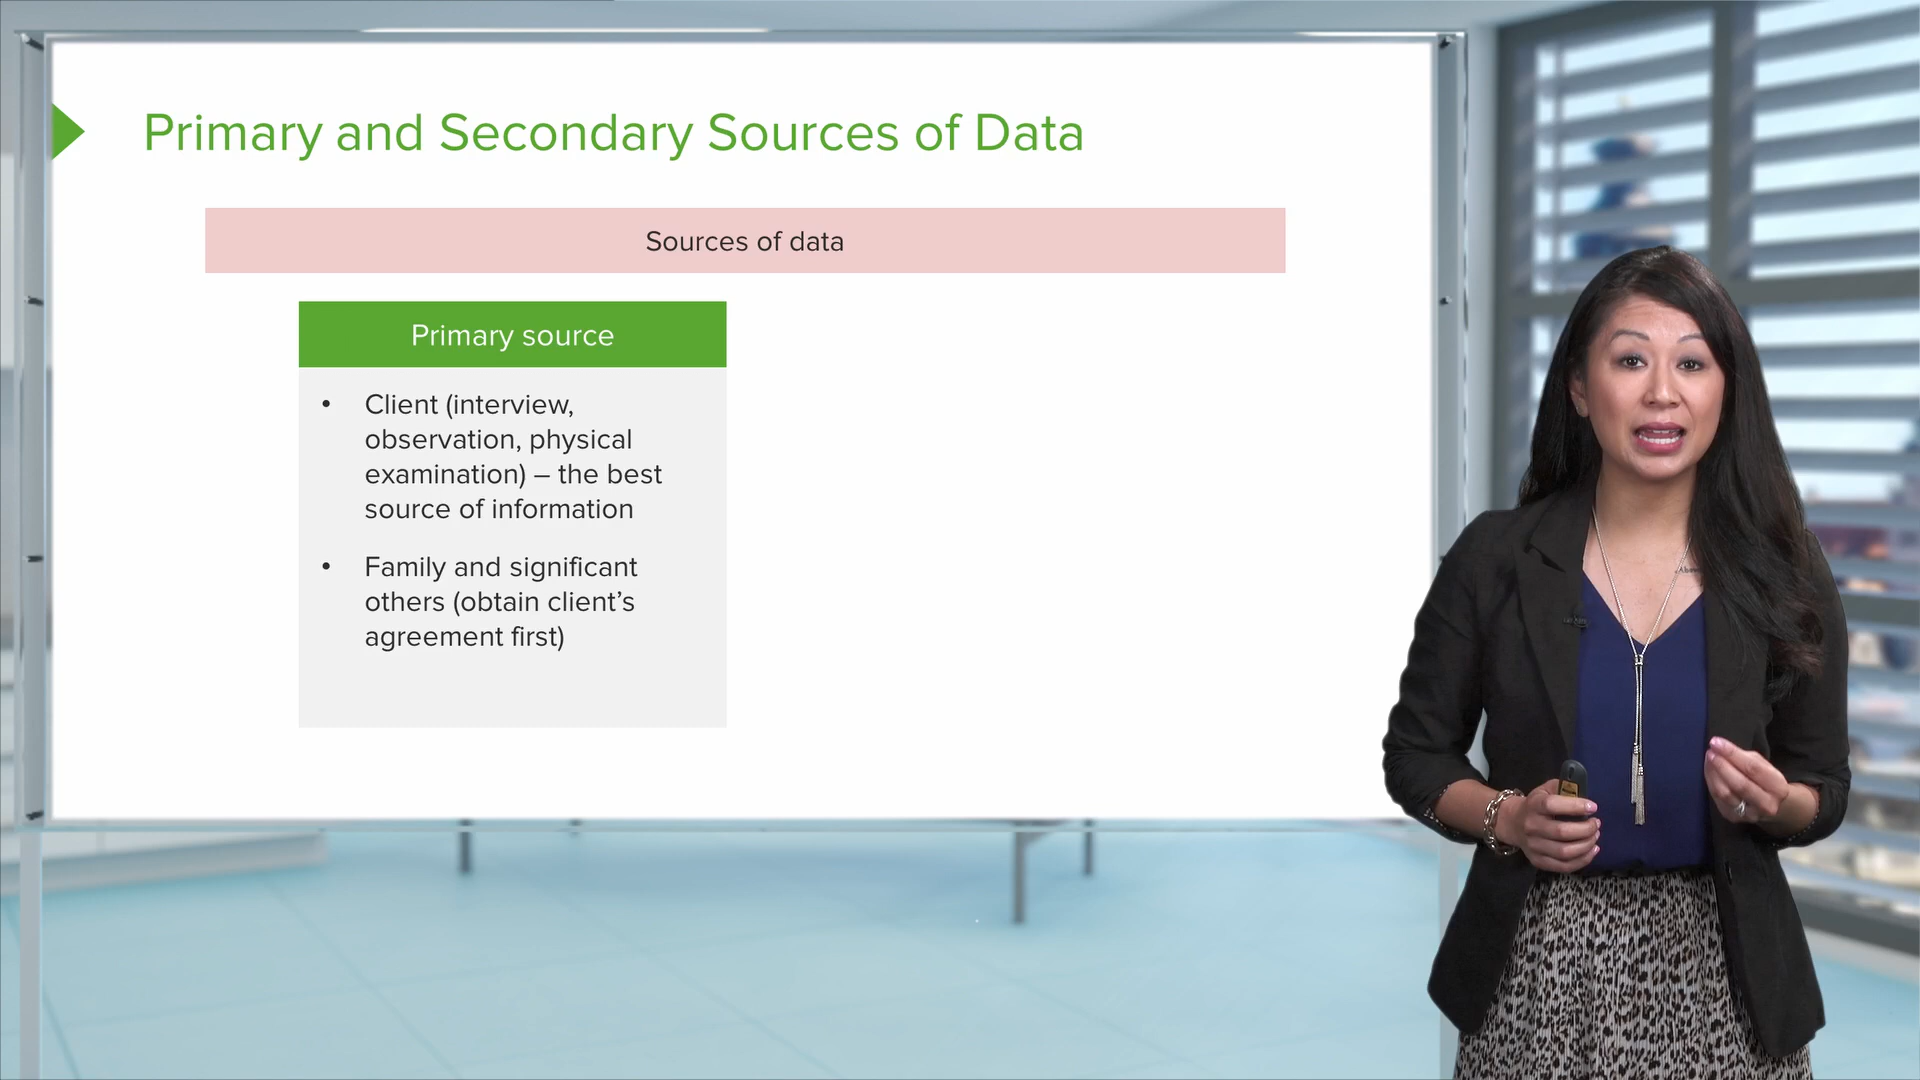 Primary and Secondary Sources of Data
Sources of data
Primary source
• Client (interview,
observation, physical
examination) – the best
source of information
• Family and significant
others (obtain client’s
agreement first)